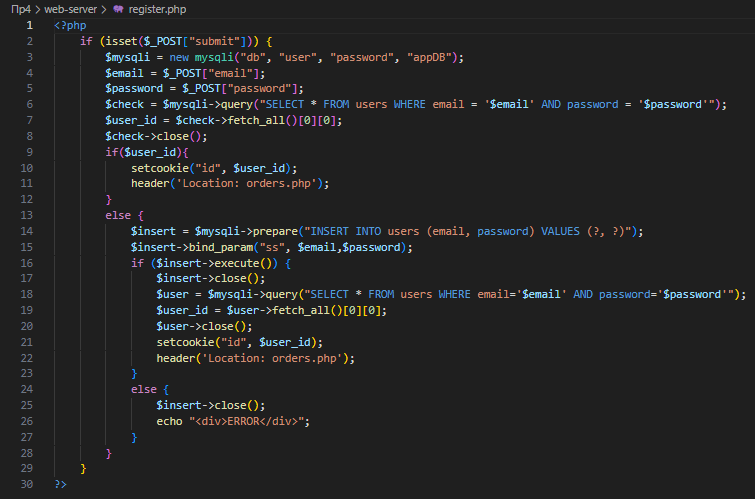 Пр4 > web-server > register.php
1 <?php
2 if (isset($_POST["submit"])) {
3 $mysqli = new mysqli("db", "user", "password", "appDB");
4 $email = $_POST["email"];
5 $password = $_POST["password"];
6 $check = $mysqli->query("SELECT * FROM users WHERE email = '$email' AND password = '$password'");
7 $user_id = $check->fetch_all()[0][0];
8 $check->close();
9 if($user_id){
10 setcookie("id", $user_id);
11 header('Location: orders.php');
12 }
13 else {
14 $insert = $mysqli->prepare("INSERT INTO users (email, password) VALUES (?, ?)");
15 $insert->bind_param("ss", $email,$password);
16 if ($insert->execute()) {
17 $insert->close();
18 $user = $mysqli->query("SELECT * FROM users WHERE email='$email' AND password='$password'");
19 $user_id = $user->fetch_all()[0][0];
20 $user->close();
21 setcookie("id", $user_id);
22 header('Location: orders.php');
23 }
24 else {
25 $insert->close();
26 echo "<div>ERROR</div>";
27 }
28 }
29 }
30 ?>